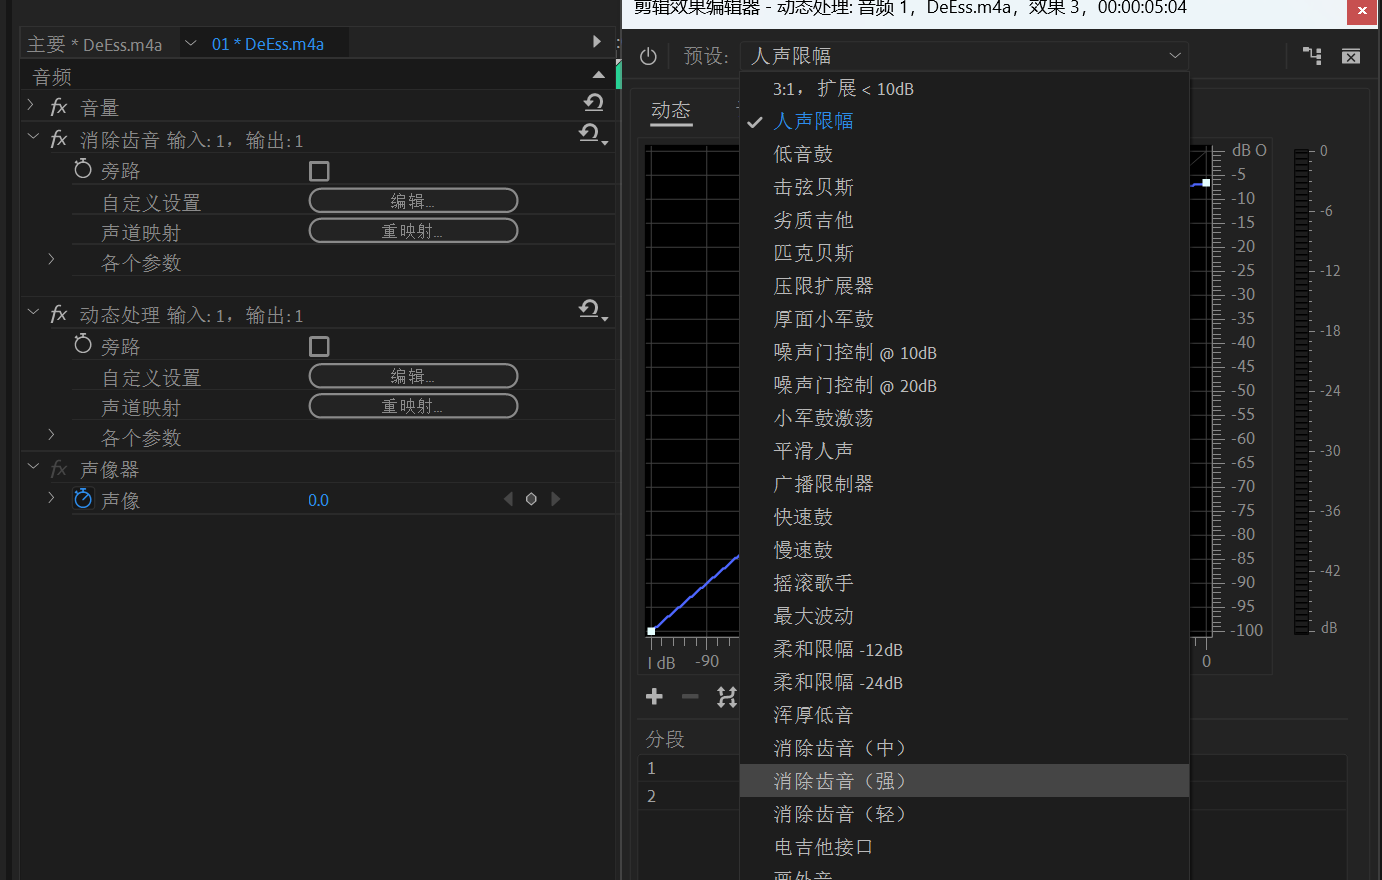 剪辑效果编辑器 - 动态处理: 音频 1，DeEss.m4a，效果 3，00:00:05:04
主要 * DeEss.m4a
01 * DeEss.m4a
音频
fx 音量
fx 消除齿音 输入: 1，输出: 1
旁路
自定义设置 编辑...
声道映射 重映射...
各个参数
fx 动态处理 输入: 1，输出: 1
旁路
自定义设置 编辑...
声道映射 重映射...
各个参数
fx 声像器
声像 0.0
预设: 人声限幅
动态
3:1，扩展 < 10dB
人声限幅
低音鼓
击弦贝斯
劣质吉他
匹克贝斯
压限扩展器
厚面小军鼓
噪声门控制 @ 10dB
噪声门控制 @ 20dB
小军鼓激荡
平滑人声
广播限制器
快速鼓
慢速鼓
摇滚歌手
最大波动
柔和限幅 -12dB
柔和限幅 -24dB
浑厚低音
消除齿音（中）
消除齿音（强）
消除齿音（轻）
电吉他接口
画外音
dB O
-5
-10
-15
-20
-25
-30
-35
-40
-45
-50
-55
-60
-65
-70
-75
-80
-85
-90
-95
-100
0
-6
-12
-18
-24
-30
-36
-42
dB
I dB
-90
0
分段
1
2